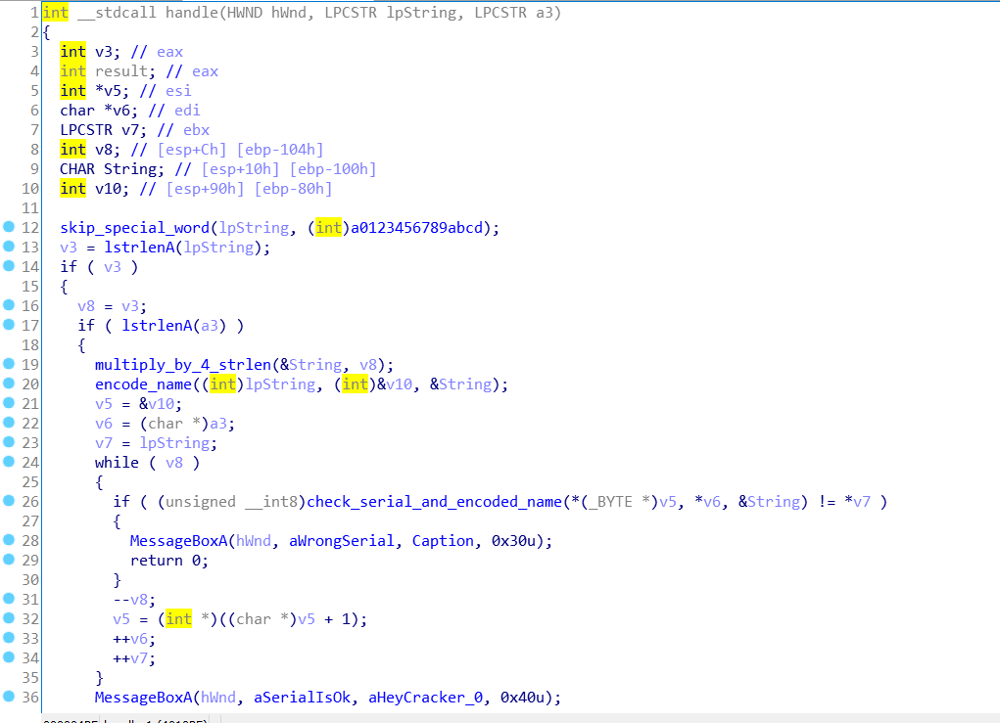 1 int __stdcall handle(HWND hWnd, LPCSTR lpString, LPCSTR a3)
2 {
3 int v3; // eax
4 int result; // eax
5 int *v5; // esi
6 char *v6; // edi
7 LPCSTR v7; // ebx
8 int v8; // [esp+Ch] [ebp-104h]
9 CHAR String; // [esp+10h] [ebp-100h]
10 int v10; // [esp+90h] [ebp-80h]
11
12 skip_special_word(lpString, (int)a0123456789abcd);
13 v3 = lstrlenA(lpString);
14 if ( v3 )
15 {
16 v8 = v3;
17 if ( lstrlenA(a3) )
18 {
19 multiply_by_4_strlen(&String, v8);
20 encode_name((int)lpString, (int)&v10, &String);
21 v5 = &v10;
22 v6 = (char *)a3;
23 v7 = lpString;
24 while ( v8 )
25 {
26 if ( (unsigned __int8)check_serial_and_encoded_name(*(_BYTE *)v5, *v6, &String) != *v7 )
27 {
28 MessageBoxA(hWnd, aWrongSerial, Caption, 0x30u);
29 return 0;
30 }
31 --v8;
32 v5 = (int *)((char *)v5 + 1);
33 ++v6;
34 ++v7;
35 }
36 MessageBoxA(hWnd, aSerialIsOk, aHeyCracker_0, 0x40u);